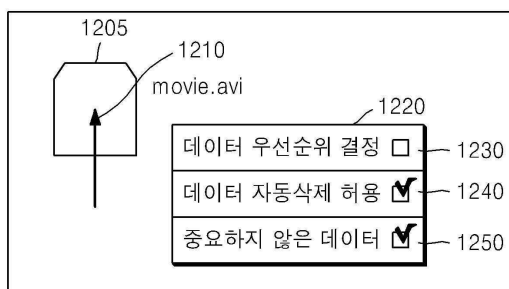 1205
1210
movie.avi
1220
데이터 우선순위 결정 1230
데이터 자동삭제 허용 1240
중요하지 않은 데이터 1250